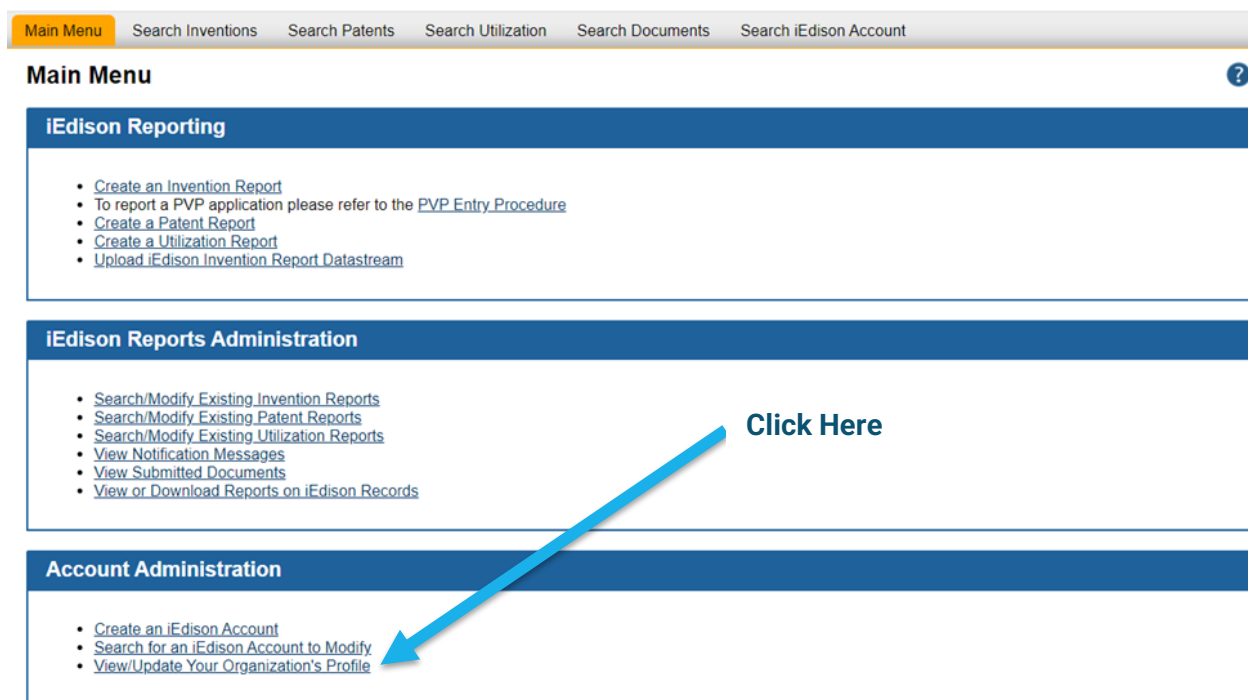 Main Menu Search Inventions Search Patents Search Utilization Search Documents Search iEdison Account
Main Menu
?
iEdison Reporting
Create an Invention Report
To report a PVP application please refer to the PVP Entry Procedure
Create a Patent Report
Create a Utilization Report
Upload iEdison Invention Report Datastream
iEdison Reports Administration
Search/Modify Existing Invention Reports
Search/Modify Existing Patent Reports
Search/Modify Existing Utilization Reports
View Notification Messages
View Submitted Documents
View or Download Reports on iEdison Records
Click Here
Account Administration
Create an iEdison Account
Search for an iEdison Account to Modify
View/Update Your Organization's Profile